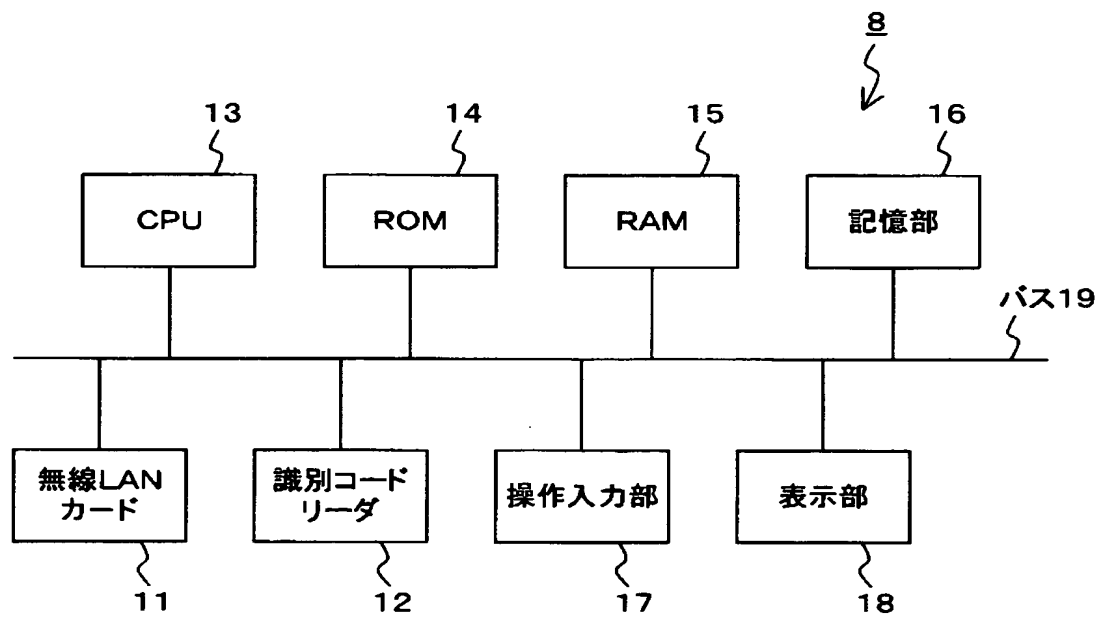 8
13
14
15
16
CPU
ROM
RAM
記憶部
バス19
無線LAN
カード
識別コード
リーダ
操作入力部
表示部
11
12
17
18